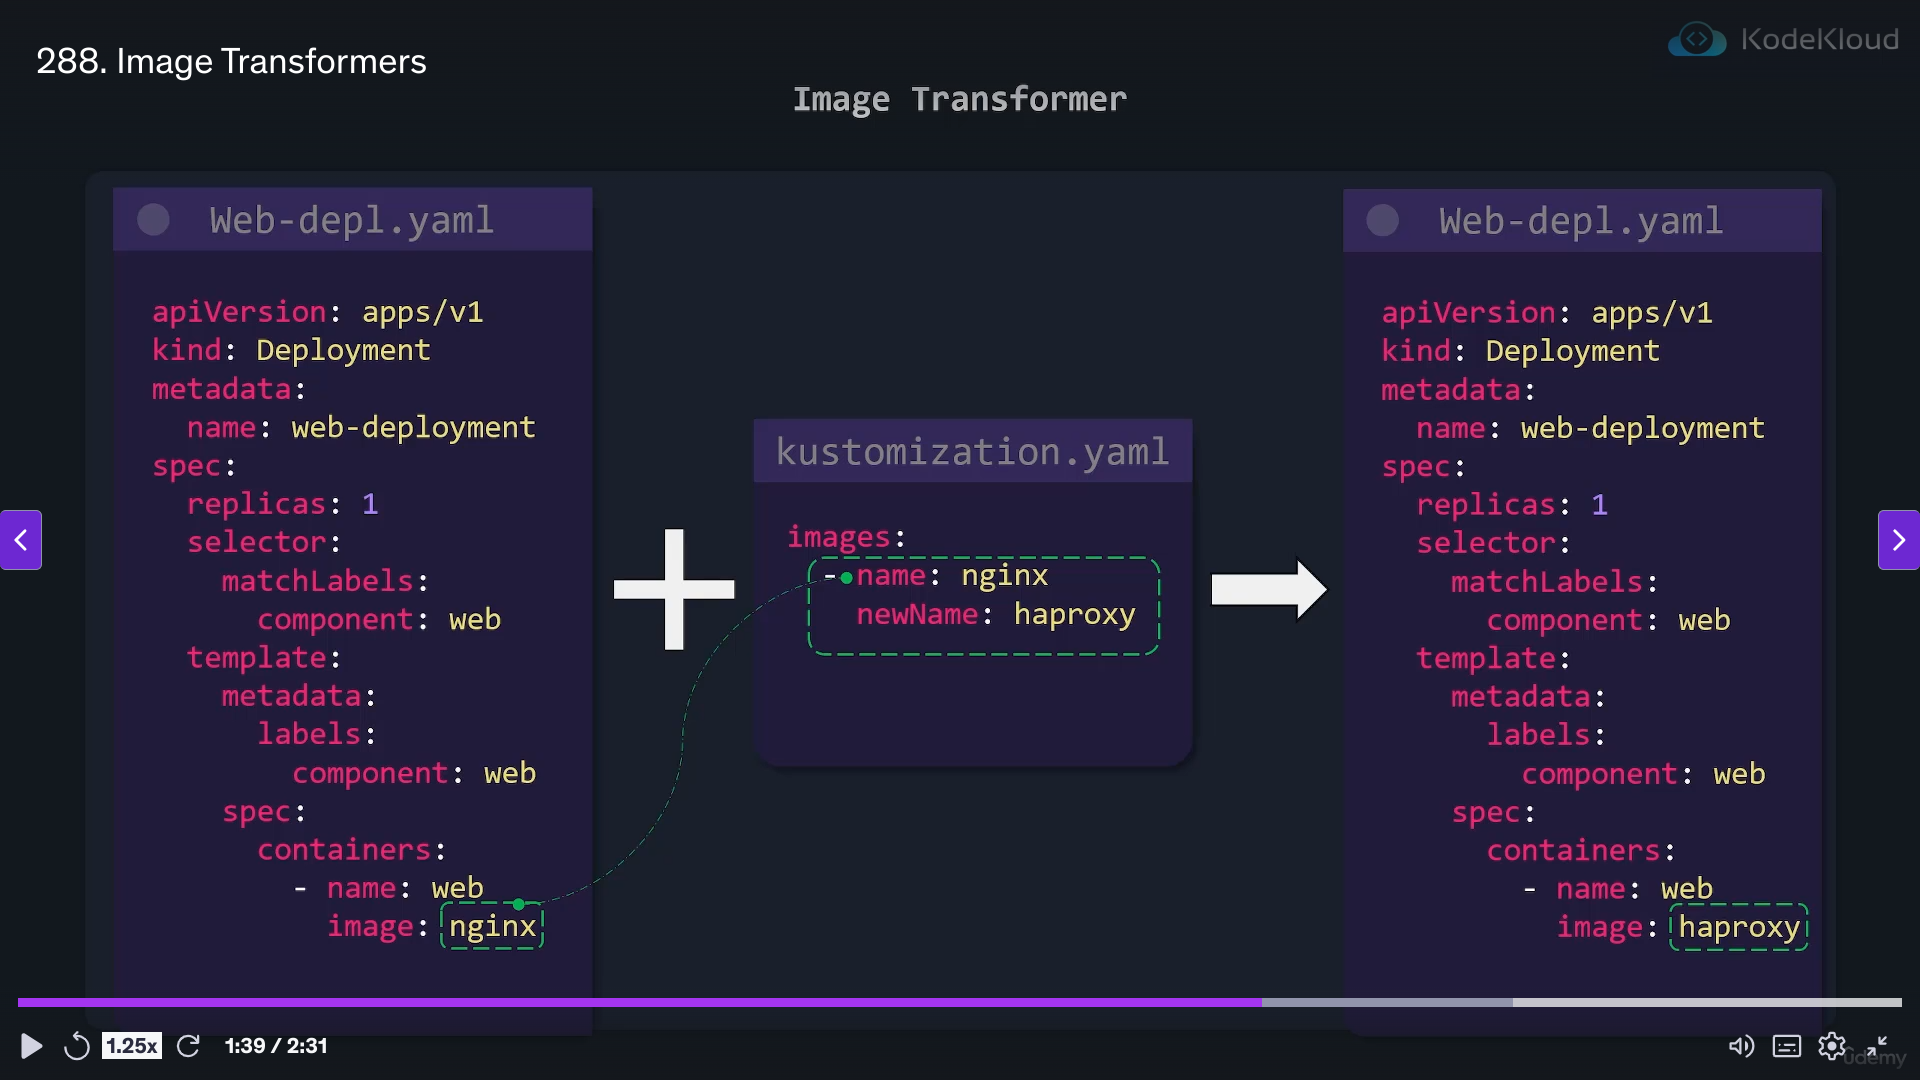 288. Image Transformers
KodeKloud
Image Transformer
Web-depl.yaml
apiVersion: apps/v1
kind: Deployment
metadata:
  name: web-deployment
spec:
  replicas: 1
  selector:
    matchLabels:
      component: web
  template:
    metadata:
      labels:
        component: web
    spec:
      containers:
        - name: web
          image: nginx
kustomization.yaml
images:
  - name: nginx
    newName: haproxy
Web-depl.yaml
apiVersion: apps/v1
kind: Deployment
metadata:
  name: web-deployment
spec:
  replicas: 1
  selector:
    matchLabels:
      component: web
  template:
    metadata:
      labels:
        component: web
    spec:
      containers:
        - name: web
          image: haproxy
1.25x
1:39 / 2:31
udemy